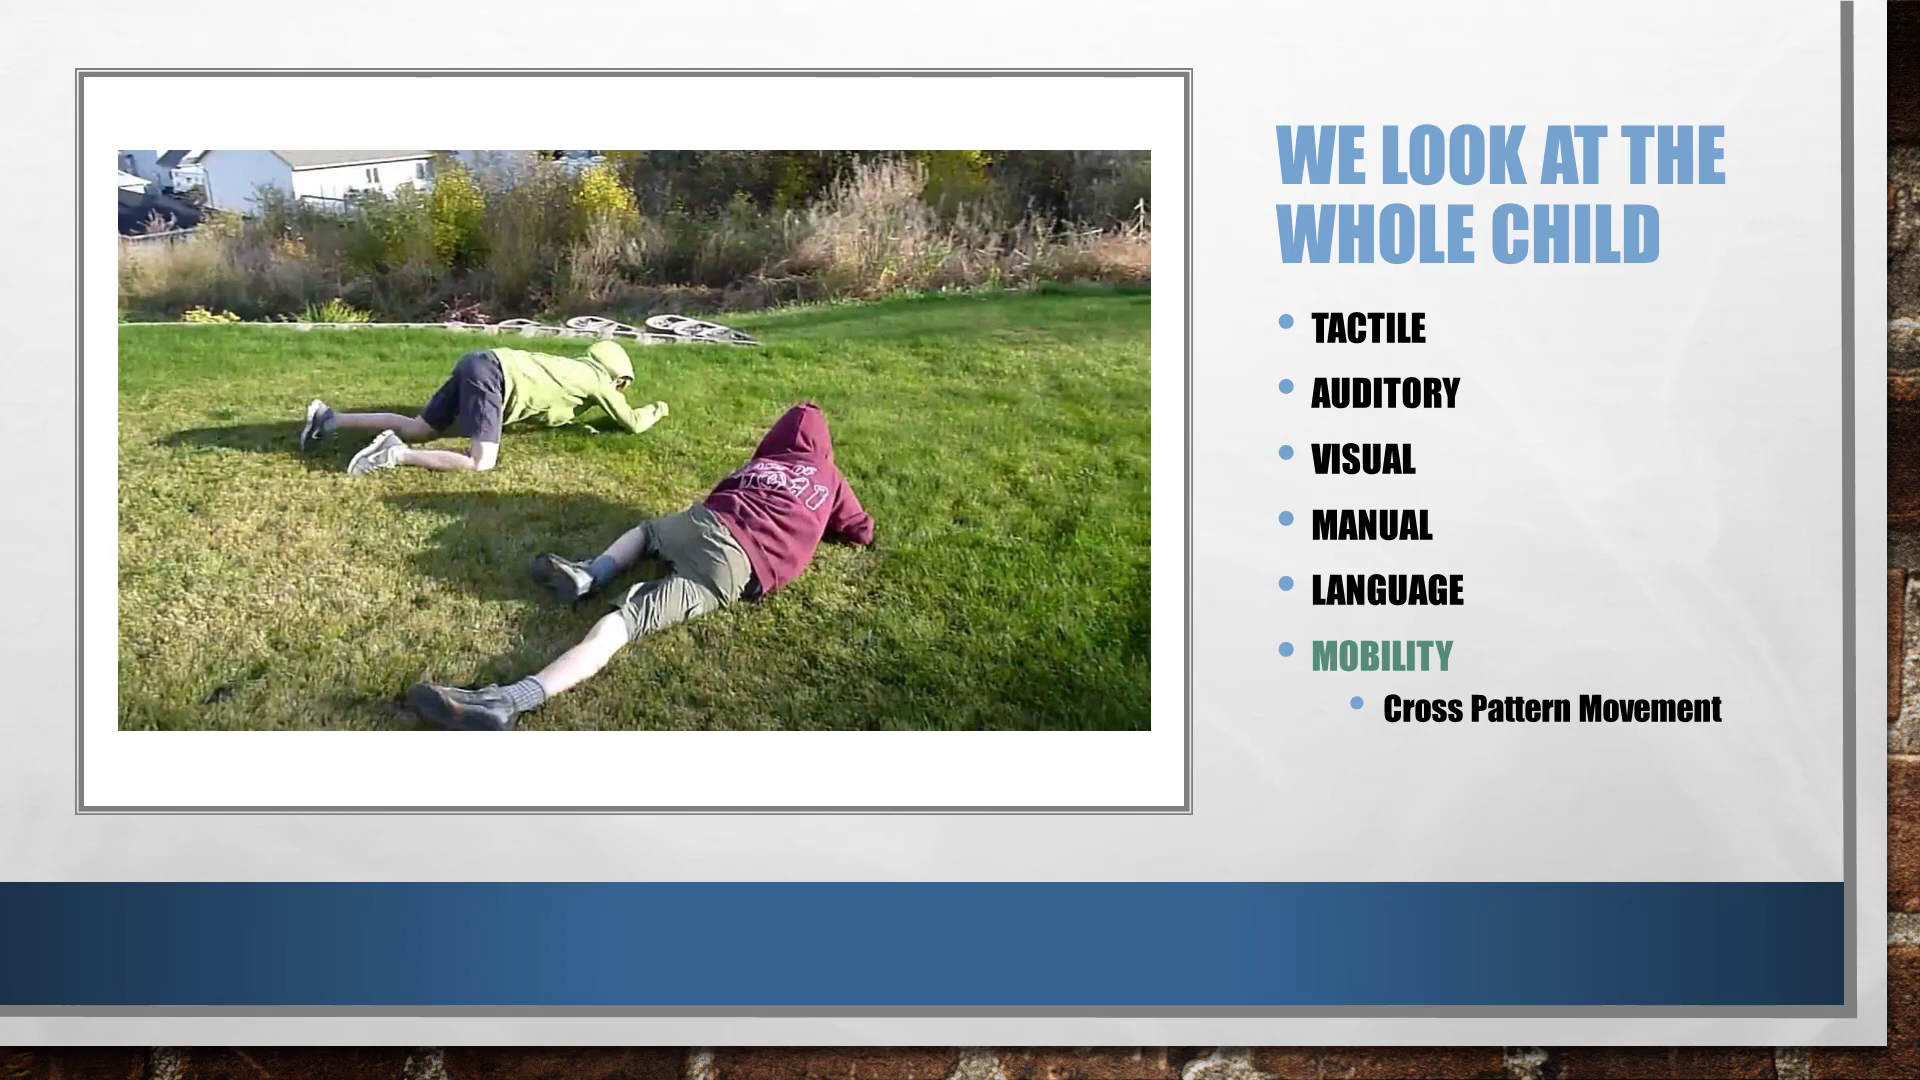 WE LOOK AT THE
WHOLE CHILD
• TACTILE
• AUDITORY
• VISUAL
• MANUAL
• LANGUAGE
• MOBILITY
• Cross Pattern Movement